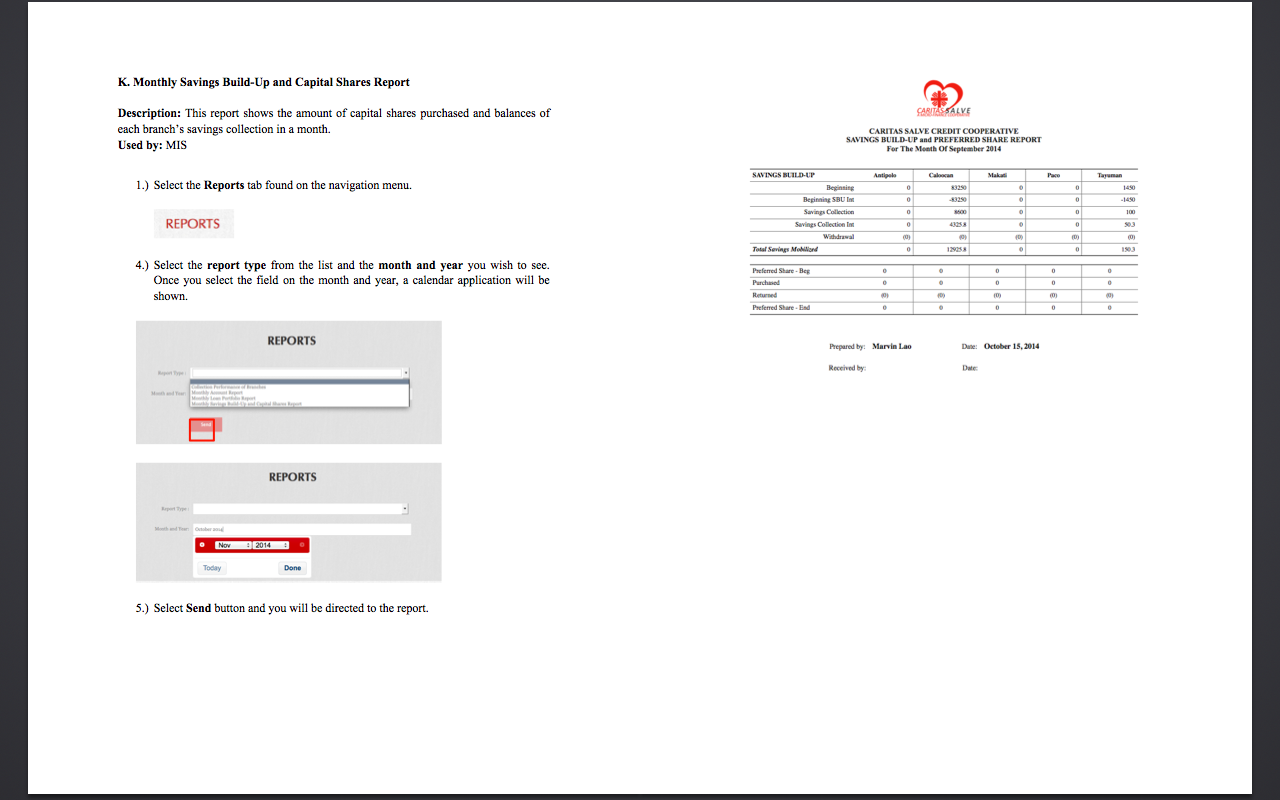 K. Monthly Savings Build-Up and Capital Shares Report
Description: This report shows the amount of capital shares purchased and balances of
each branch's savings collection in a month.
Used by: MIS
1.) Select the Reports tab found on the navigation menu.
REPORTS
4.) Select the report type from the list and the month and year you wish to see.
Once you select the field on the month and year, a calendar application will be
shown.
REPORTS
Report Type:
Collection Performance of Branches
Month and Year:
Monthly Account Report
Monthly Loan Portfolio Report
Monthly Savings Build-Up and Capital Shares Report
Send
REPORTS
Report Type:
Month and Year: October 2014
Nov 2014
Today Done
5.) Select Send button and you will be directed to the report.
CARITAS SALVE
CARITAS SALVE CREDIT COOPERATIVE
SAVINGS BUILD-UP and PREFERRED SHARE REPORT
For The Month Of September 2014
SAVINGS BUILD-UP Antipolo Caloocan Makati Paco Tayuman
Beginning 0 83250 0 0 1450
Beginning SBU Int 0 -83250 0 0 -1450
Savings Collection 0 8600 0 0 100
Savings Collection Int 0 4325.8 0 0 50.3
Withdrawal (0) (0) (0) (0) (0)
Total Savings Mobilized 0 12925.8 0 0 150.3
Preferred Share - Beg 0 0 0 0 0
Purchased 0 0 0 0 0
Returned (0) (0) (0) (0) (0)
Preferred Share - End 0 0 0 0 0
Prepared by: Marvin Lao Date: October 15, 2014
Received by: Date: